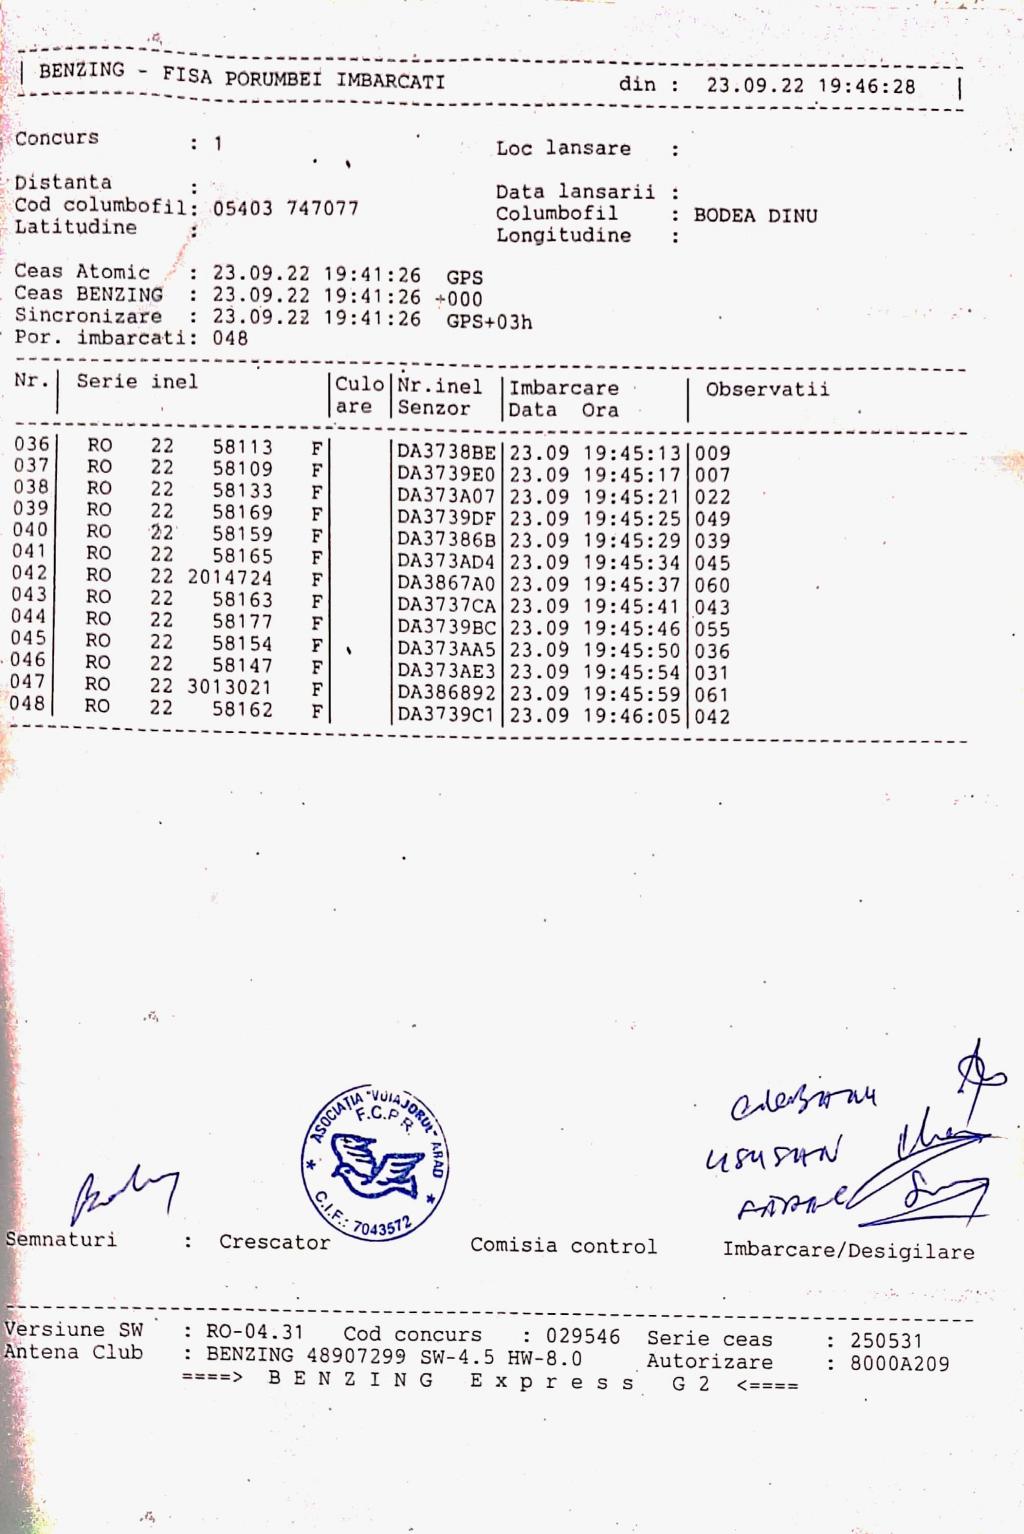 BENZING - FISA PORUMBEI IMBARCATI din : 23.09.22 19:46:28
Concurs : 1 Loc lansare :
Distanta : Data lansarii :
Cod columbofil: 05403 747077 Columbofil : BODEA DINU
Latitudine : Longitudine :
Ceas Atomic : 23.09.22 19:41:26 GPS
Ceas BENZING : 23.09.22 19:41:26 +000
Sincronizare : 23.09.22 19:41:26 GPS+03h
Por. imbarcati: 048
Nr.| Serie inel |Culo|Nr.inel |Imbarcare | Observatii
| |are |Senzor |Data Ora |
036| RO 22 58113 F| |DA3738BE|23.09 19:45:13|009
037| RO 22 58109 F| |DA3739E0|23.09 19:45:17|007
038| RO 22 58133 F| |DA373A07|23.09 19:45:21|022
039| RO 22 58169 F| |DA3739DF|23.09 19:45:25|049
040| RO 22 58159 F| |DA37386B|23.09 19:45:29|039
041| RO 22 58165 F| |DA373AD4|23.09 19:45:34|045
042| RO 22 2014724 F| |DA3867A0|23.09 19:45:37|060
043| RO 22 58163 F| |DA3737CA|23.09 19:45:41|043
044| RO 22 58177 F| |DA3739BC|23.09 19:45:46|055
045| RO 22 58154 F| |DA373AA5|23.09 19:45:50|036
046| RO 22 58147 F| |DA373AE3|23.09 19:45:54|031
047| RO 22 3013021 F| |DA386892|23.09 19:45:59|061
048| RO 22 58162 F| |DA3739C1|23.09 19:46:05|042
ASOCIAȚIA "VOIAJORUL" ARAD
F.C.P.R.
* C.I.F.: 7043572 *
Semnaturi : Crescator Comisia control Imbarcare/Desigilare
Versiune SW : RO-04.31 Cod concurs : 029546 Serie ceas : 250531
Antena Club : BENZING 48907299 SW-4.5 HW-8.0 Autorizare : 8000A209
====> B E N Z I N G E x p r e s s G 2 <====